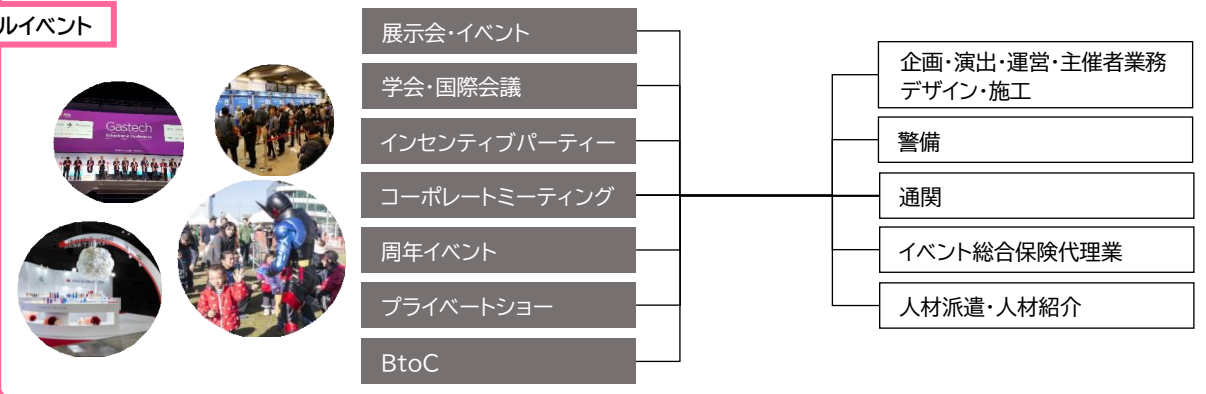 ルイベント
展示会・イベント
学会・国際会議
インセンティブパーティー
コーポレートミーティング
周年イベント
プライベートショー
BtoC
企画・演出・運営・主催者業務
デザイン・施工
警備
通関
イベント総合保険代理業
人材派遣・人材紹介
Gastech
Exhibition & Conference